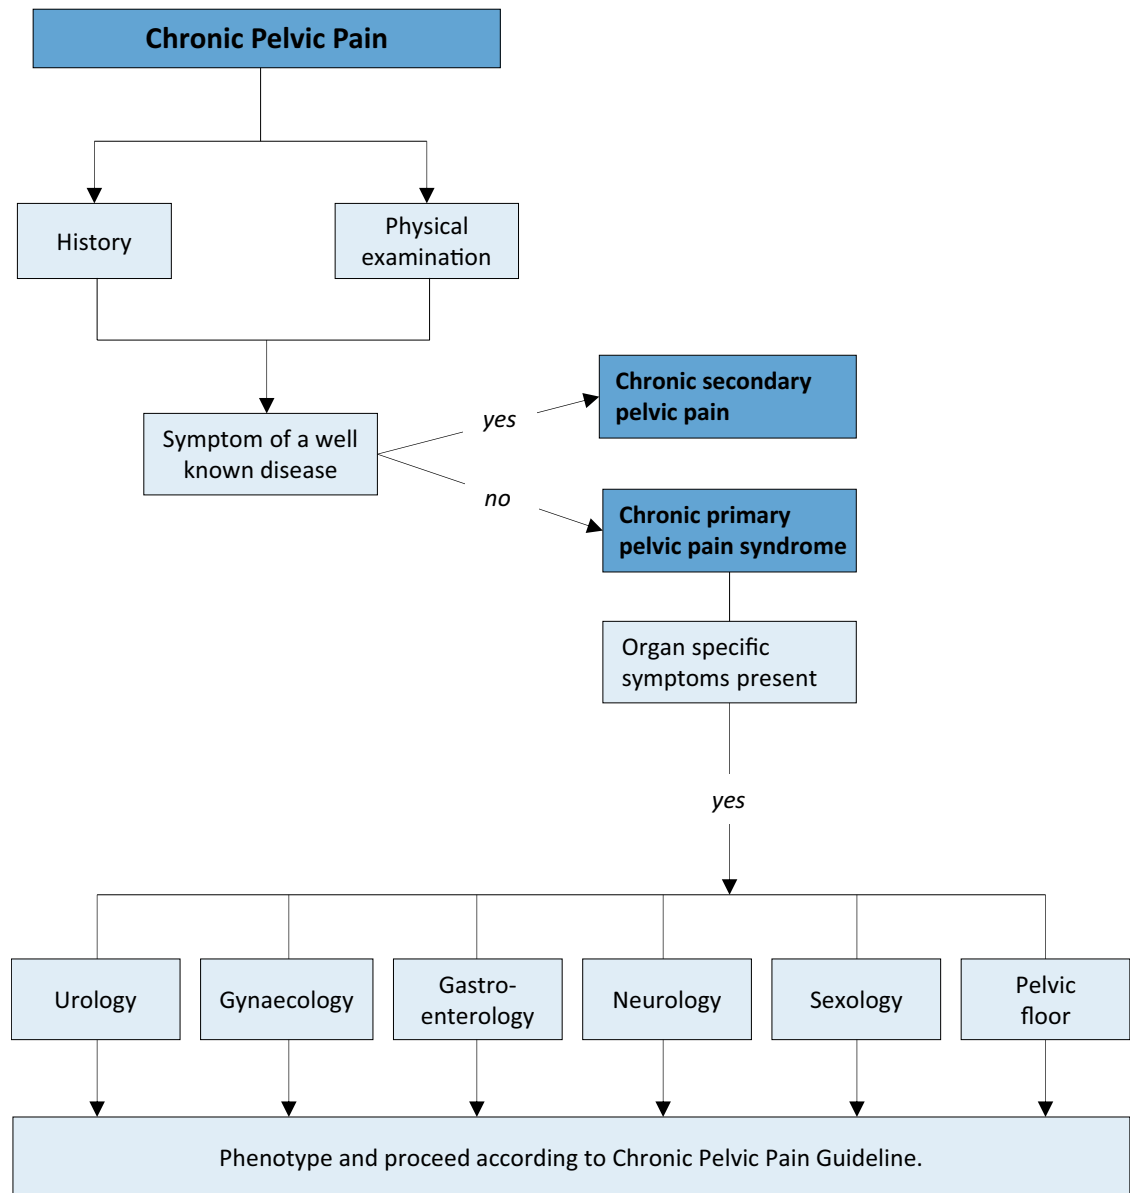 Chronic Pelvic Pain
History
Physical
examination
Symptom of a well
known disease
yes
Chronic secondary
pelvic pain
no
Chronic primary
pelvic pain syndrome
Organ specific
symptoms present
yes
Urology
Gynaecology
Gastro-
enterology
Neurology
Sexology
Pelvic
floor
Phenotype and proceed according to Chronic Pelvic Pain Guideline.